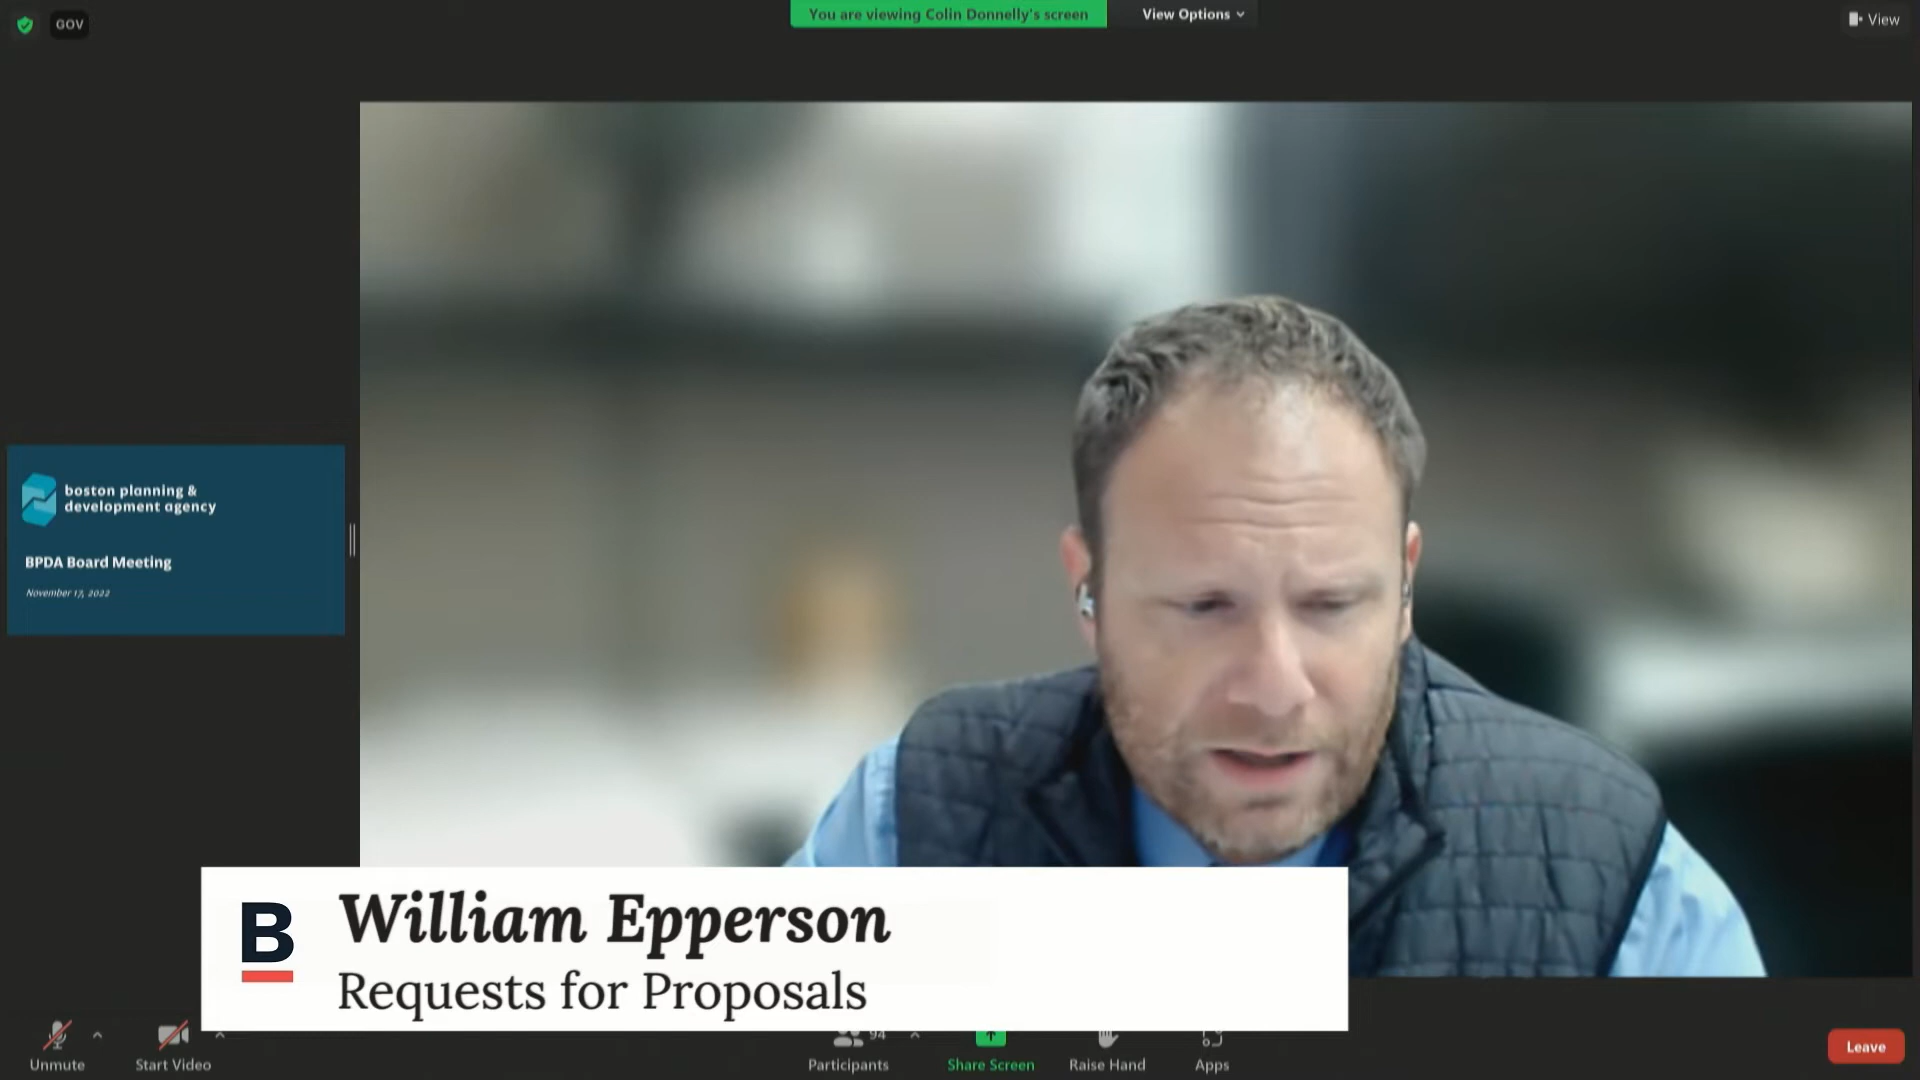 GOV
You are viewing Colin Donnelly's screen
View Options
View
boston planning &
development agency
BPDA Board Meeting
November 17, 2022
B
William Epperson
Requests for Proposals
94
Unmute
Start Video
Participants
Share Screen
Raise Hand
Apps
Leave